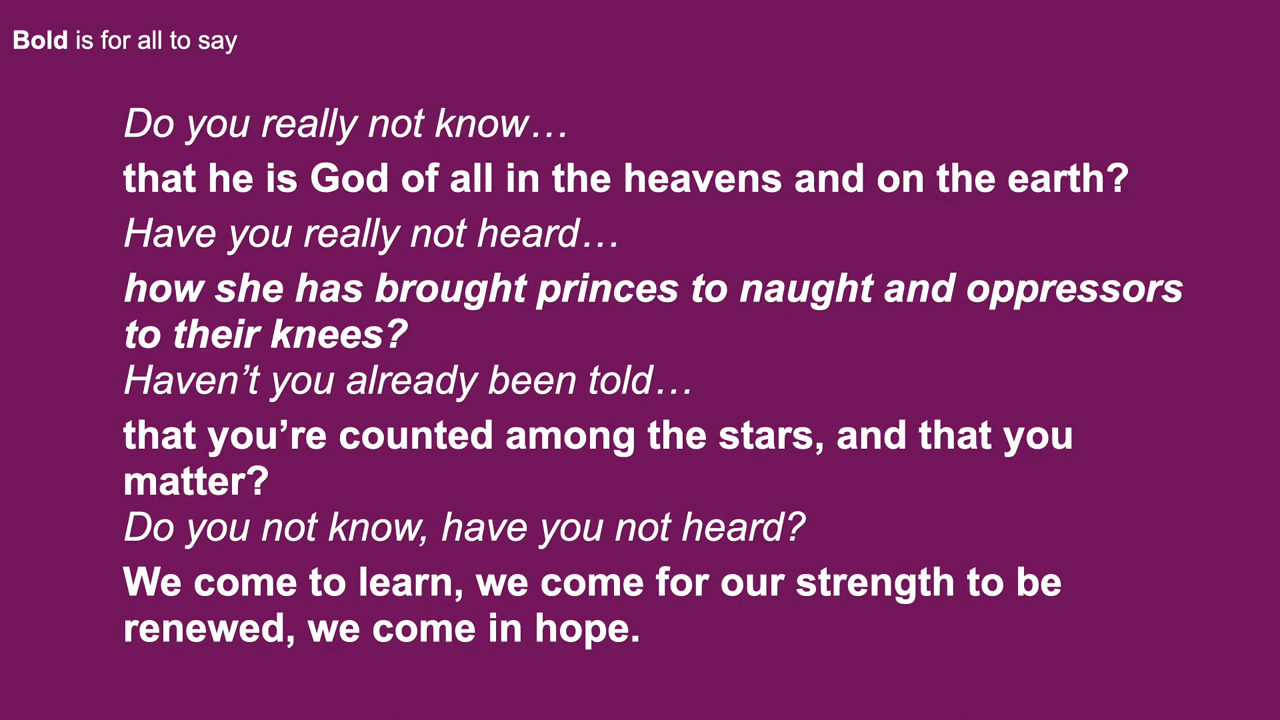 Bold is for all to say
Do you really not know…
that he is God of all in the heavens and on the earth?
Have you really not heard…
how she has brought princes to naught and oppressors
to their knees?
Haven’t you already been told…
that you’re counted among the stars, and that you
matter?
Do you not know, have you not heard?
We come to learn, we come for our strength to be
renewed, we come in hope.